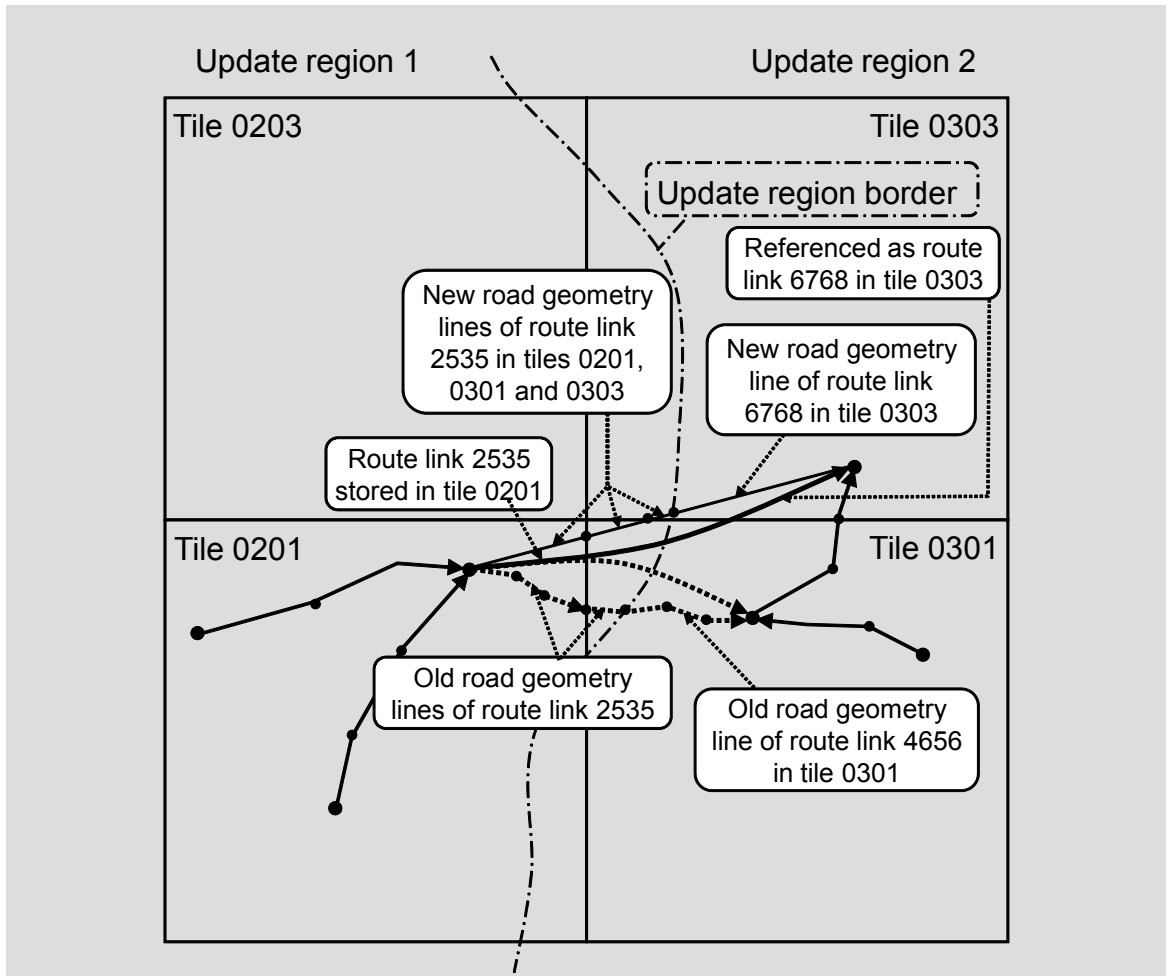 Update region 1
Update region 2
Tile 0203
Tile 0303
Update region border
Referenced as route
link 6768 in tile 0303
New road geometry
lines of route link
2535 in tiles 0201,
0301 and 0303
New road geometry
line of route link
6768 in tile 0303
Route link 2535
stored in tile 0201
Tile 0201
Tile 0301
Old road geometry
lines of route link 2535
Old road geometry
line of route link 4656
in tile 0301